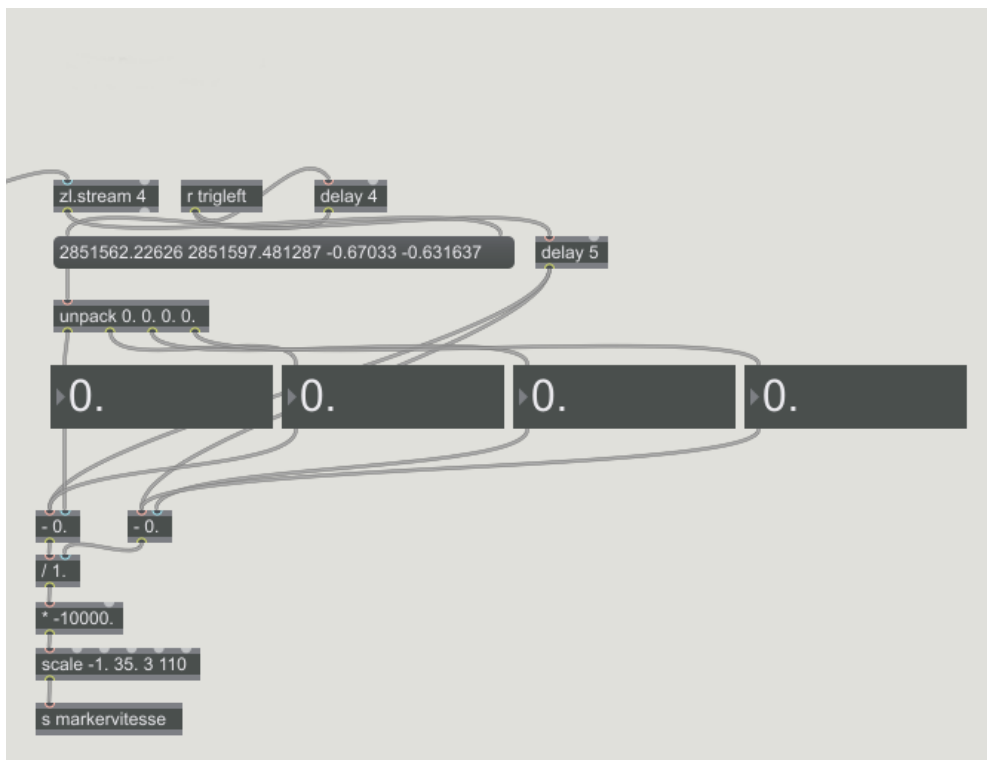 zl.stream 4
r trigleft
delay 4
2851562.22626 2851597.481287 -0.67033 -0.631637
delay 5
unpack 0. 0. 0. 0.
0.
0.
0.
0.
- 0.
- 0.
/ 1.
* -10000.
scale -1. 35. 3 110
s markervitesse